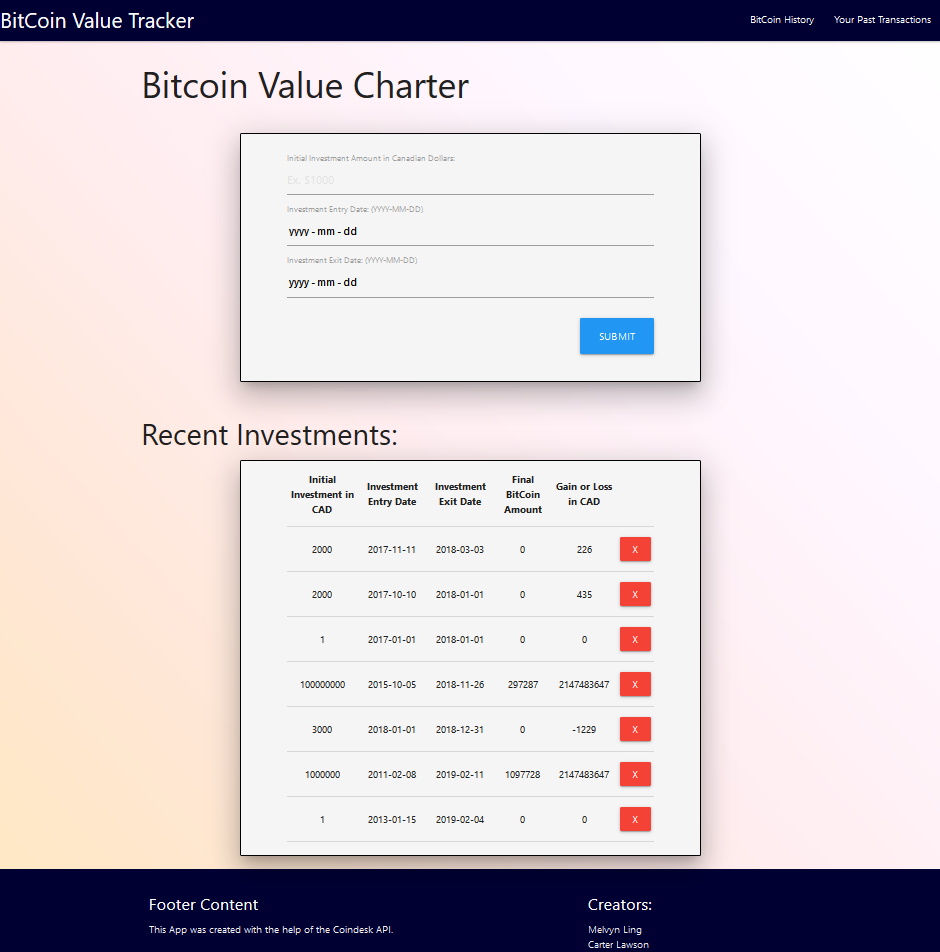 BitCoin Value Tracker
BitCoin History Your Past Transactions
Bitcoin Value Charter
Initial Investment Amount in Canadian Dollars:
Ex. $1000
Investment Entry Date: (YYYY-MM-DD)
yyyy - mm - dd
Investment Exit Date: (YYYY-MM-DD)
yyyy - mm - dd
SUBMIT
Recent Investments:
Initial Investment in CAD Investment Entry Date Investment Exit Date Final BitCoin Amount Gain or Loss in CAD
2000 2017-11-11 2018-03-03 0 226 X
2000 2017-10-10 2018-01-01 0 435 X
1 2017-01-01 2018-01-01 0 0 X
100000000 2015-10-05 2018-11-26 297287 2147483647 X
3000 2018-01-01 2018-12-31 0 -1229 X
1000000 2011-02-08 2019-02-11 1097728 2147483647 X
1 2013-01-15 2019-02-04 0 0 X
Footer Content
This App was created with the help of the Coindesk API.
Creators:
Melvyn Ling
Carter Lawson